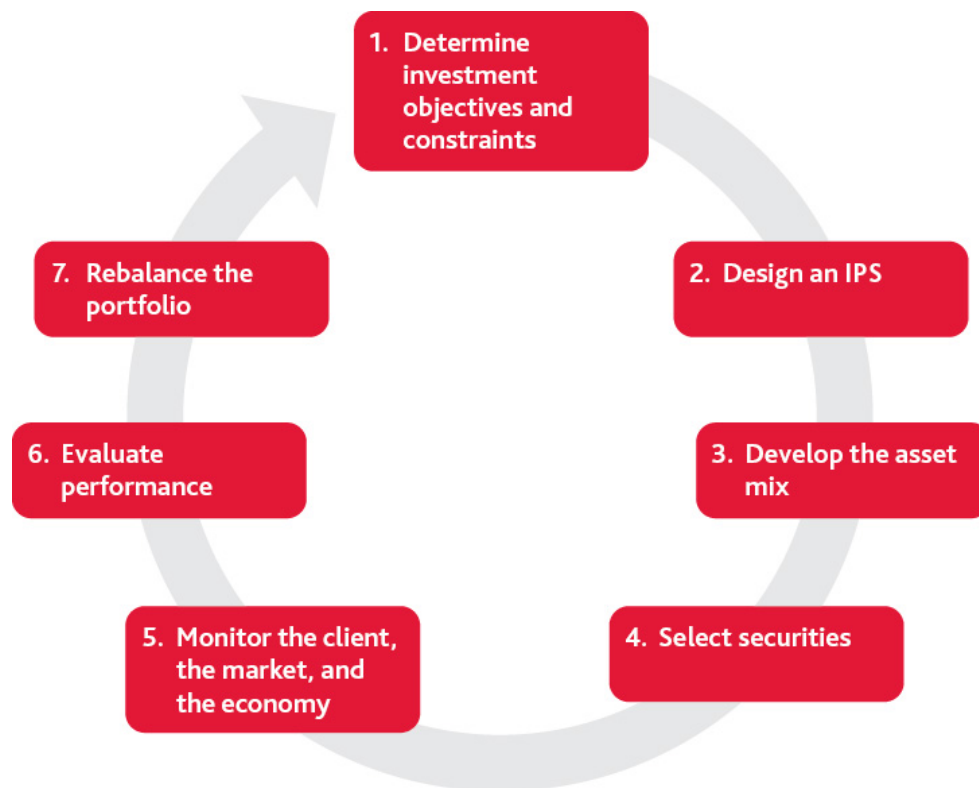 1. Determine
investment
objectives and
constraints
2. Design an IPS
3. Develop the asset
mix
4. Select securities
5. Monitor the client,
the market, and
the economy
6. Evaluate
performance
7. Rebalance the
portfolio